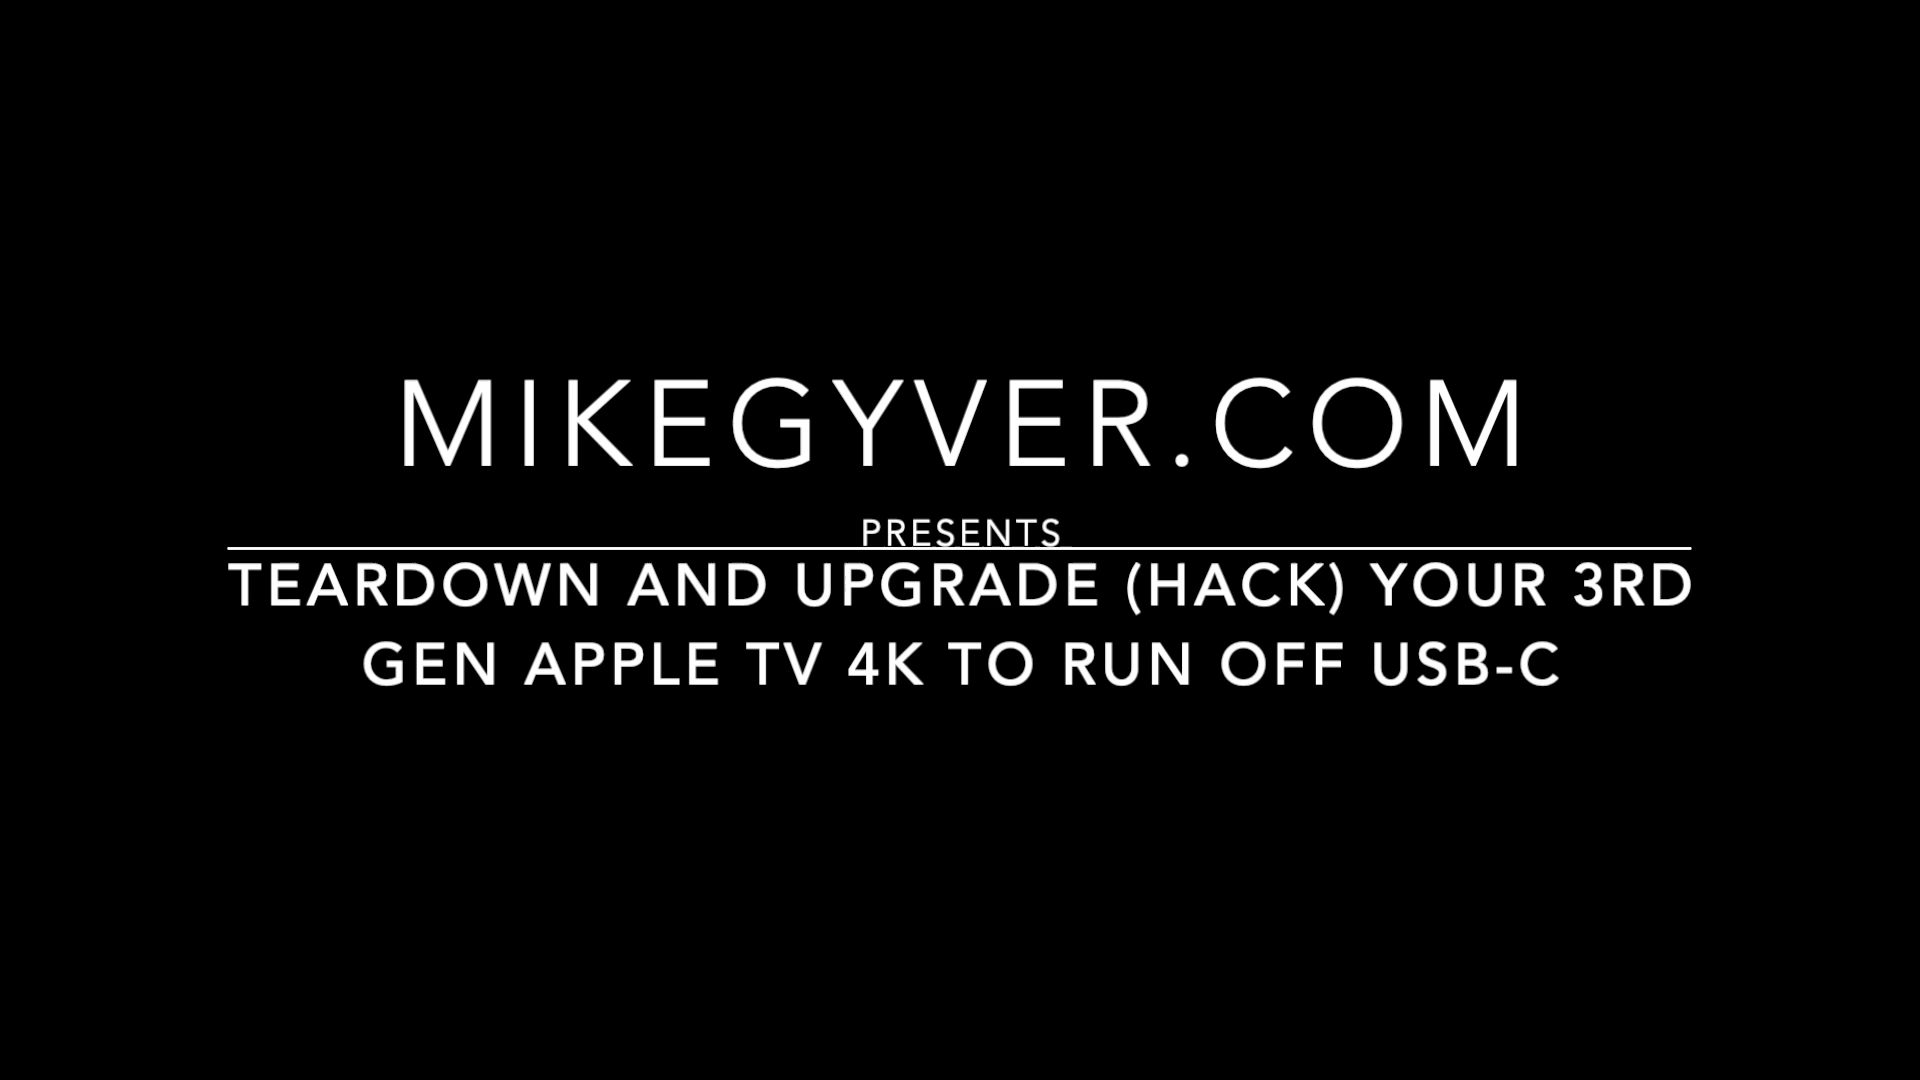 MIKEGYVER.COM
PRESENTS
TEARDOWN AND UPGRADE (HACK) YOUR 3RD
GEN APPLE TV 4K TO RUN OFF USB-C